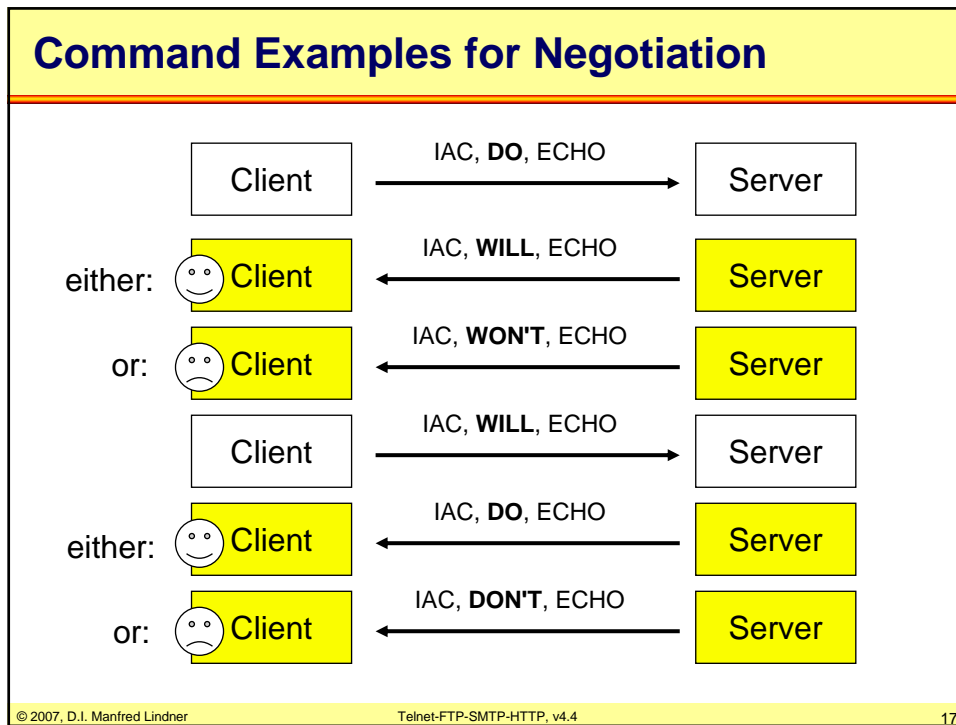 Command Examples for Negotiation
IAC, DO, ECHO
Client Server
IAC, WILL, ECHO
either: Client Server
IAC, WON'T, ECHO
or: Client Server
IAC, WILL, ECHO
Client Server
IAC, DO, ECHO
either: Client Server
IAC, DON'T, ECHO
or: Client Server
© 2007, D.I. Manfred Lindner Telnet-FTP-SMTP-HTTP, v4.4 17